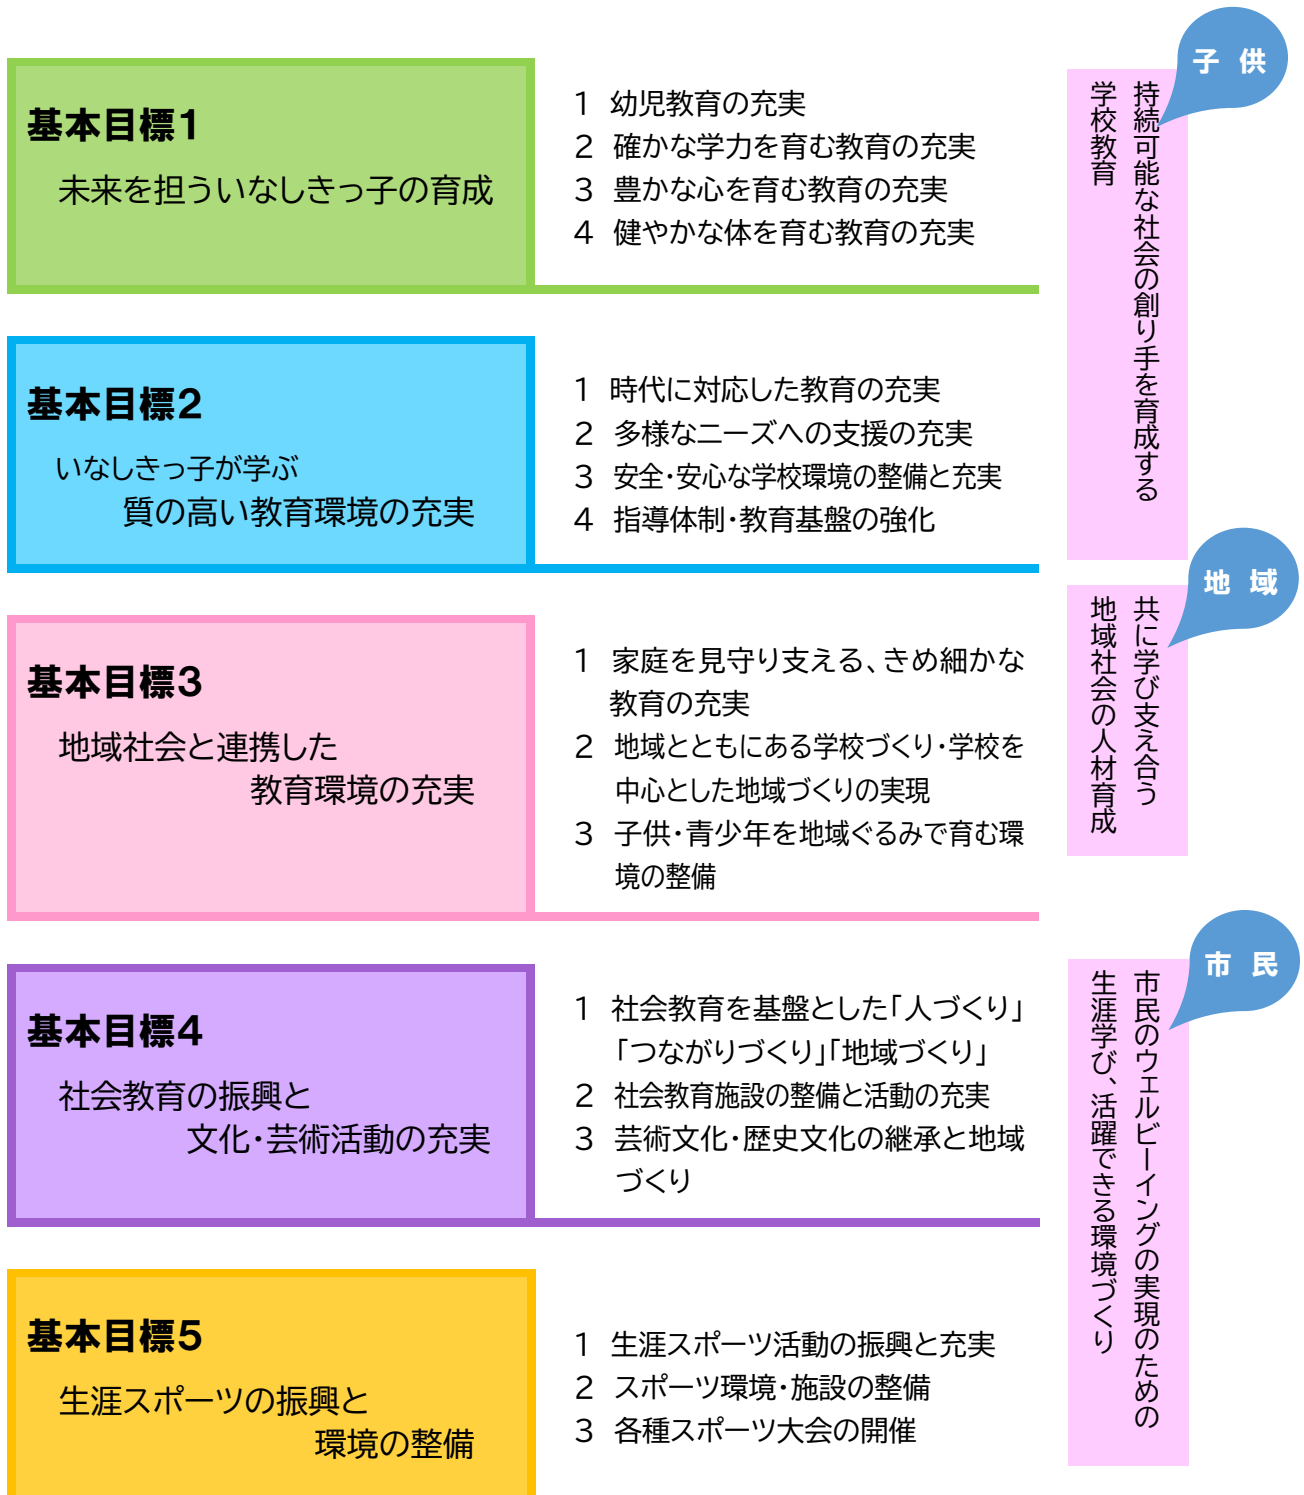 基本目標1
未来を担ういなしきっ子の育成
1 幼児教育の充実
2 確かな学力を育む教育の充実
3 豊かな心を育む教育の充実
4 健やかな体を育む教育の充実
基本目標2
いなしきっ子が学ぶ
質の高い教育環境の充実
1 時代に対応した教育の充実
2 多様なニーズへの支援の充実
3 安全・安心な学校環境の整備と充実
4 指導体制・教育基盤の強化
子 供
持続可能な社会の創り手を育成する
学校教育
基本目標3
地域社会と連携した
教育環境の充実
1 家庭を見守り支える、きめ細かな
教育の充実
2 地域とともにある学校づくり・学校を
中心とした地域づくりの実現
3 子供・青少年を地域ぐるみで育む環
境の整備
地 域
共に学び支え合う
地域社会の人材育成
基本目標4
社会教育の振興と
文化・芸術活動の充実
1 社会教育を基盤とした「人づくり」
「つながりづくり」「地域づくり」
2 社会教育施設の整備と活動の充実
3 芸術文化・歴史文化の継承と地域
づくり
基本目標5
生涯スポーツの振興と
環境の整備
1 生涯スポーツ活動の振興と充実
2 スポーツ環境・施設の整備
3 各種スポーツ大会の開催
市 民
市民のウェルビーイングの実現のための
生涯学び、活躍できる環境づくり